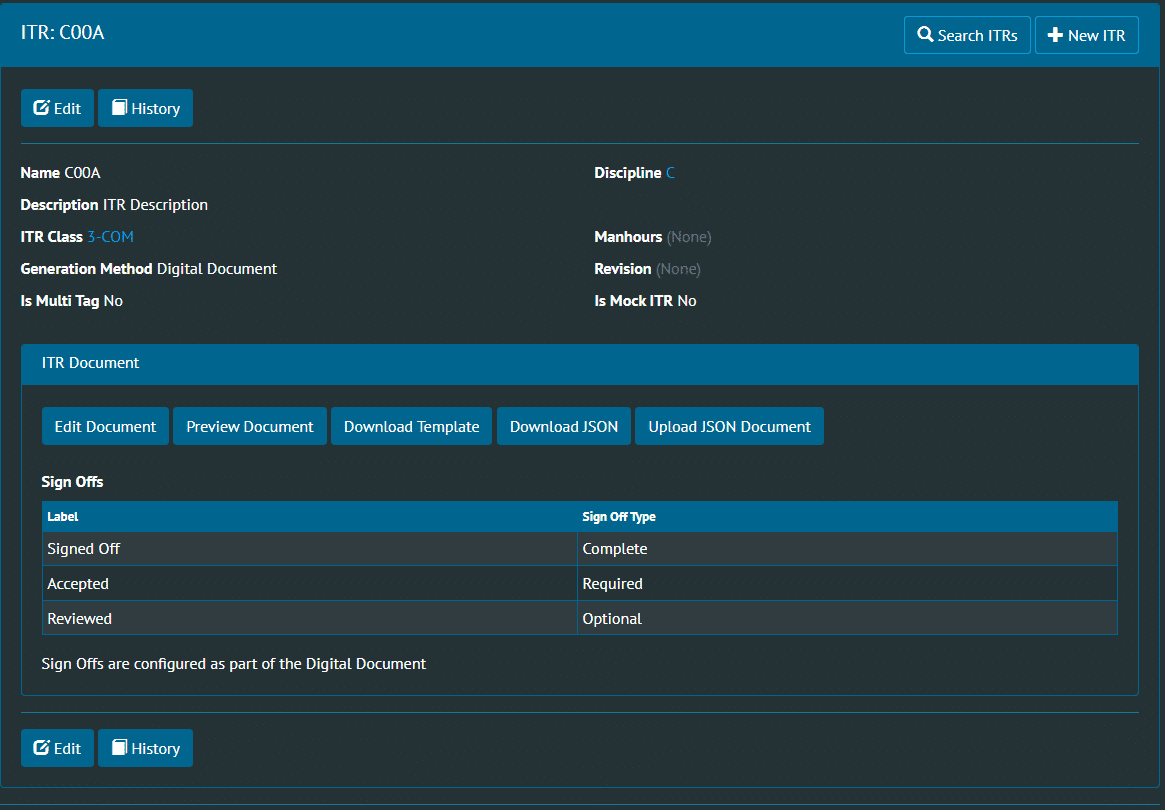 ITR: C00A
Search ITRs
New ITR
Edit
History
Name C00A
Discipline C
Description ITR Description
ITR Class 3-COM
Manhours (None)
Generation Method Digital Document
Revision (None)
Is Multi Tag No
Is Mock ITR No
ITR Document
Edit Document
Preview Document
Download Template
Download JSON
Upload JSON Document
Sign Offs
Label
Sign Off Type
Signed Off
Complete
Accepted
Required
Reviewed
Optional
Sign Offs are configured as part of the Digital Document
Edit
History